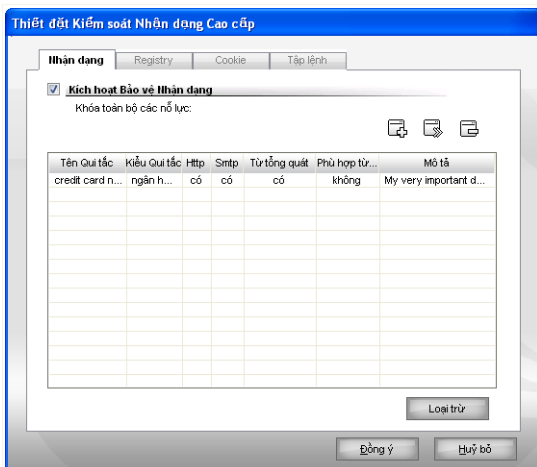 Thiết đặt Kiểm soát Nhận dạng Cao cấp
Nhận dạng Registry Cookie Tập lệnh
Kích hoạt Bảo vệ Nhận dạng
Khóa toàn bộ các nỗ lực:
Tên Qui tắc Kiểu Qui tắc Http Smtp Từ tổng quát Phù hợp từ... Mô tả
credit card n... ngân h... có có có không My very important d...
Loại trừ
Đồng ý Huỷ bỏ